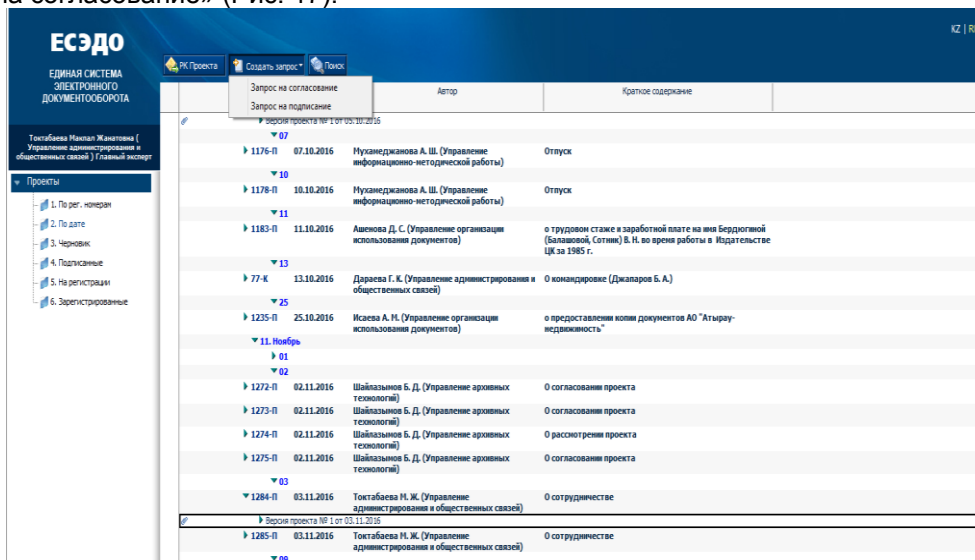 на согласование» (Рис. 17).
ЕСЭДО
ЕДИНАЯ СИСТЕМА
ЭЛЕКТРОННОГО
ДОКУМЕНТООБОРОТА
KZ |
РК Проекта
Создать запрос
Поиск
Запрос на согласование
Запрос на подписание
Автор
Краткое содержание
Токтабаева Макпал Жанатовна (
Управление администрирования и
общественных связей ) Главный эксперт
Проекты
1. По рег. номерам
2. По дате
3. Черновик
4. Подписанные
5. На регистрации
6. Зарегистрированные
Версия проекта № 1 от 05.10.2016
07
1176-П 07.10.2016 Мухамеджанова А. Ш. (Управление Отпуск
информационно-методической работы)
10
1178-П 10.10.2016 Мухамеджанова А. Ш. (Управление Отпуск
информационно-методической работы)
11
1183-П 11.10.2016 Ашенова Д. С. (Управление организации о трудовом стаже и заработной плате на имя Бердюгиной
использования документов) (Балашовой, Сотник) В. Н. во время работы в Издательстве
ЦК за 1985 г.
13
77-К 13.10.2016 Дараева Г. К. (Управление администрирования и О командировке (Джапаров Б. А.)
общественных связей)
25
1235-П 25.10.2016 Исаева А. М. (Управление организации о предоставлении копии документов АО "Атырау-
использования документов) недвижимость"
11. Ноябрь
01
02
1272-П 02.11.2016 Шайлазымов Б. Д. (Управление архивных О согласовании проекта
технологий)
1273-П 02.11.2016 Шайлазымов Б. Д. (Управление архивных О согласовании проекта
технологий)
1274-П 02.11.2016 Шайлазымов Б. Д. (Управление архивных О рассмотрении проекта
технологий)
1275-П 02.11.2016 Шайлазымов Б. Д. (Управление архивных О согласовании проекта
технологий)
03
1284-П 03.11.2016 Токтабаева М. Ж. (Управление О сотрудничестве
администрирования и общественных связей)
Версия проекта № 1 от 03.11.2016
1285-П 03.11.2016 Токтабаева М. Ж. (Управление О сотрудничестве
администрирования и общественных связей)
09